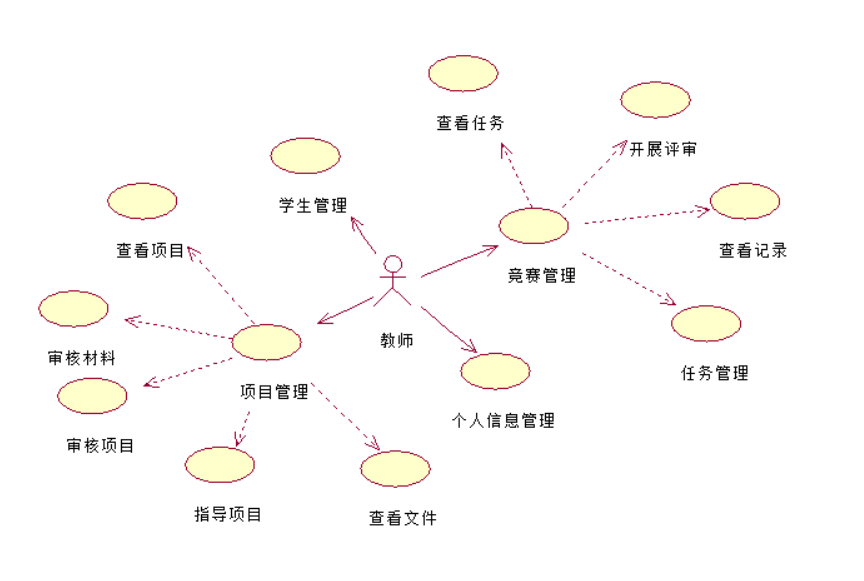 查看任务
开展评审
学生管理
查看项目
查看记录
竞赛管理
教师
审核材料
任务管理
项目管理
个人信息管理
审核项目
指导项目
查看文件